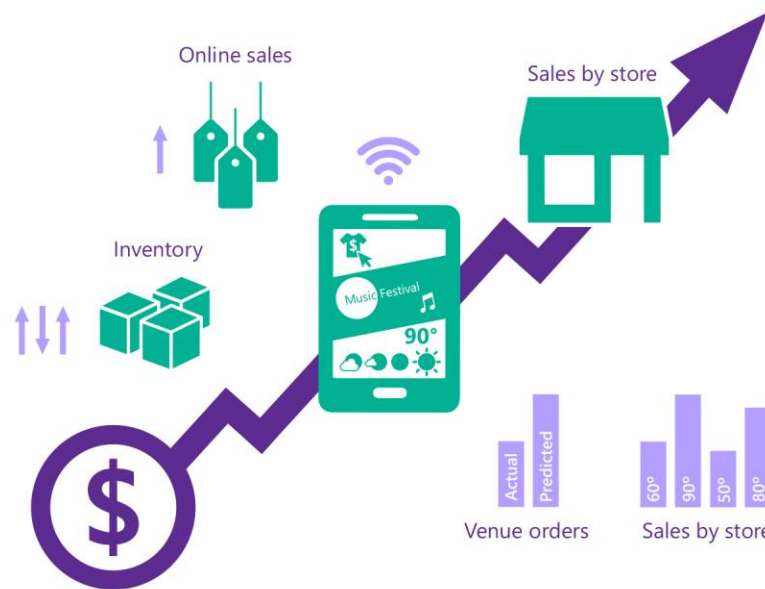 Online sales
Sales by store
Inventory
$
Music Festival
90°
$
Actual
Predicted
60°
90°
50°
80°
Venue orders
Sales by store